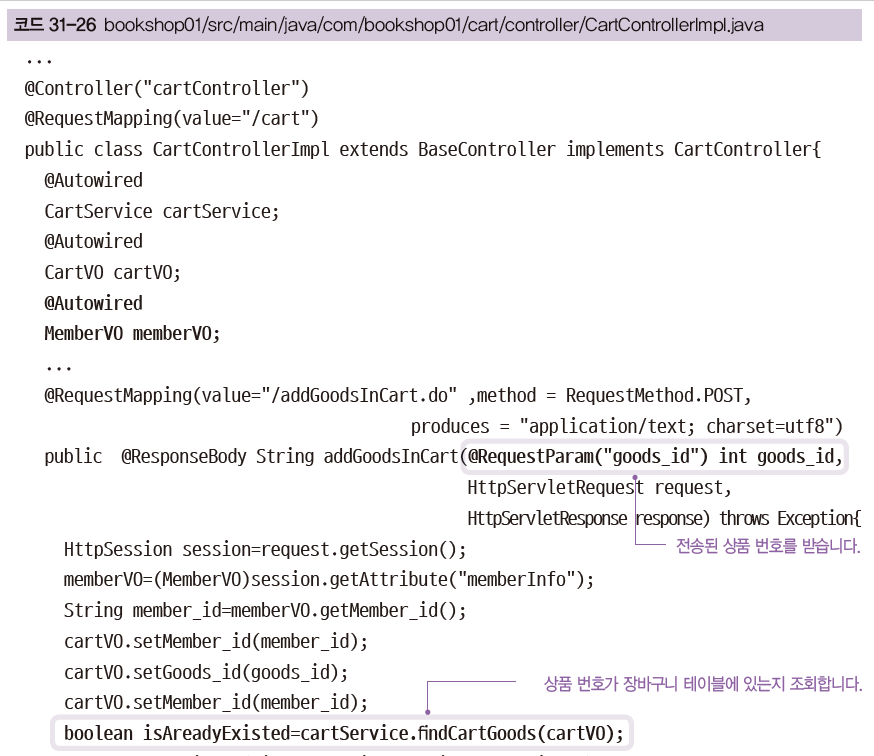 코드 31-26 bookshop01/src/main/java/com/bookshop01/cart/controller/CartControllerImpl.java
...
@Controller("cartController")
@RequestMapping(value="/cart")
public class CartControllerImpl extends BaseController implements CartController{
@Autowired
CartService cartService;
@Autowired
CartVO cartVO;
@Autowired
MemberVO memberVO;
...
@RequestMapping(value="/addGoodsInCart.do" ,method = RequestMethod.POST,
produces = "application/text; charset=utf8")
public @ResponseBody String addGoodsInCart(@RequestParam("goods_id") int goods_id,
HttpServletRequest request,
HttpServletResponse response) throws Exception{
전송된 상품 번호를 받습니다.
HttpSession session=request.getSession();
memberVO=(MemberVO)session.getAttribute("memberInfo");
String member_id=memberVO.getMember_id();
cartVO.setMember_id(member_id);
cartVO.setGoods_id(goods_id);
상품 번호가 장바구니 테이블에 있는지 조회합니다.
cartVO.setMember_id(member_id);
boolean isAreadyExisted=cartService.findCartGoods(cartVO);